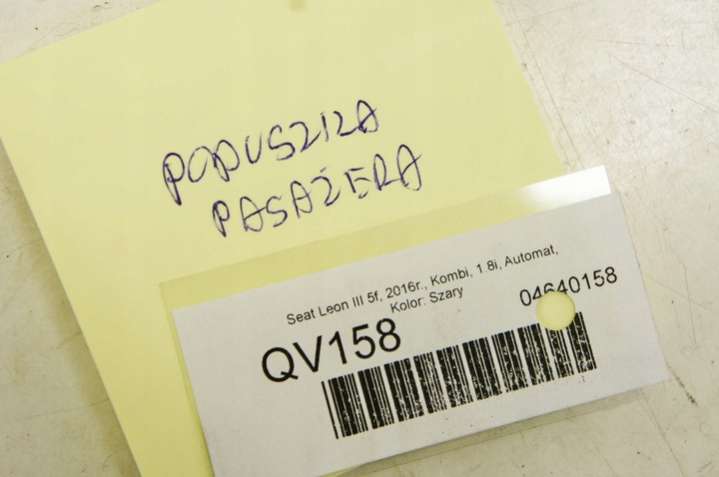 PODUSZKA
PASAŻERA
Seat Leon III 5f, 2016r., Kombi, 1.8i, Automat,
Kolor: Szary
QV158
04640158